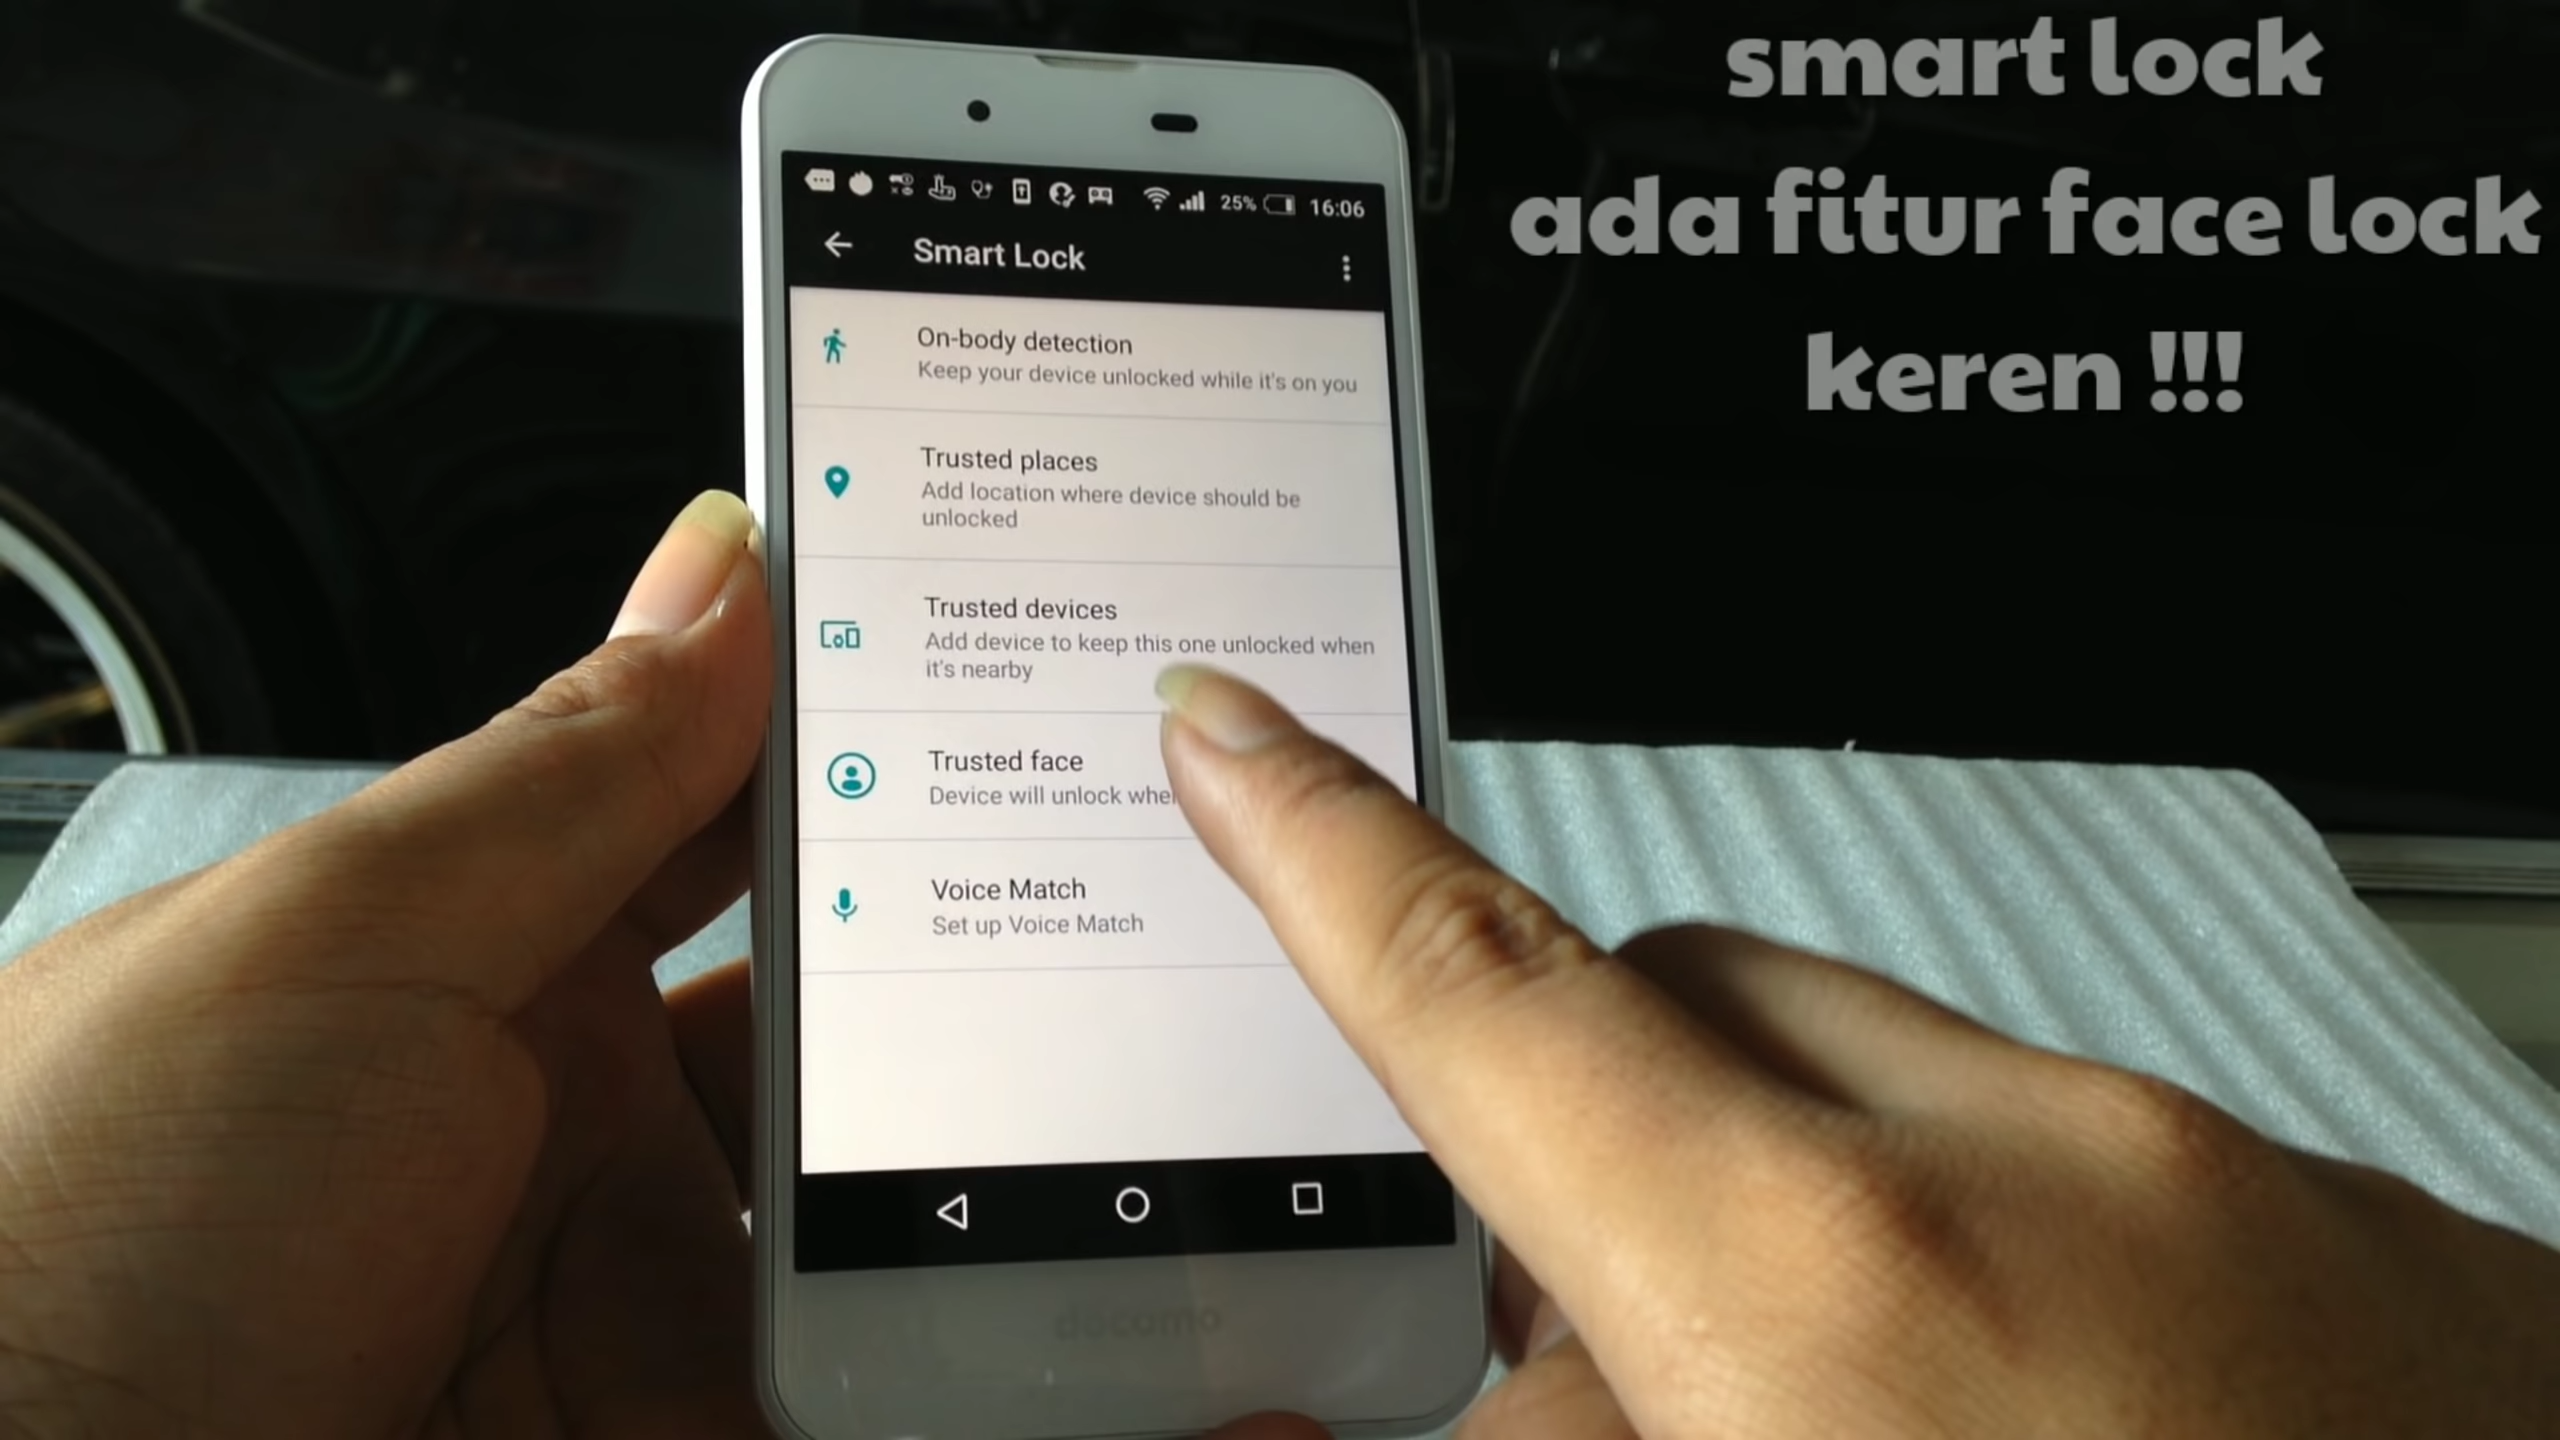 smart lock
ada fitur face lock
keren !!!
25% 16:06
Smart Lock
On-body detection
Keep your device unlocked while it's on you
Trusted places
Add location where device should be
unlocked
Trusted devices
Add device to keep this one unlocked when
it's nearby
Trusted face
Device will unlock
Voice Match
Set up Voice Match
docomo